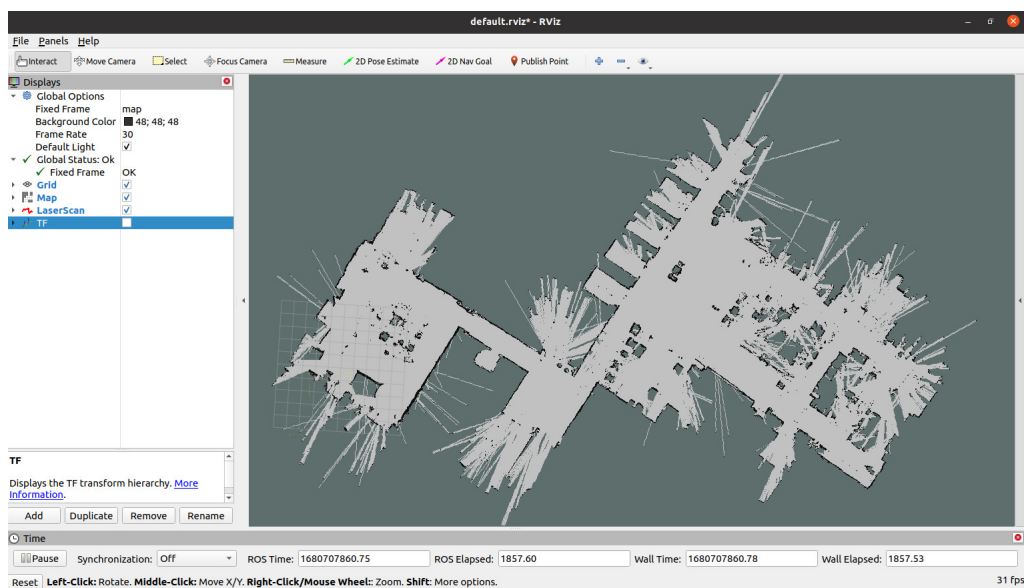 default.rviz* - RViz
File Panels Help
Interact Move Camera Select Focus Camera Measure 2D Pose Estimate 2D Nav Goal Publish Point
Displays
Global Options
Fixed Frame map
Background Color 48; 48; 48
Frame Rate 30
Default Light
Global Status: Ok
Fixed Frame OK
Grid
Map
LaserScan
TF
TF
Displays the TF transform hierarchy. More
Information.
Add Duplicate Remove Rename
Time
Pause Synchronization: Off ROS Time: 1680707860.75 ROS Elapsed: 1857.60 Wall Time: 1680707860.78 Wall Elapsed: 1857.53
Reset Left-Click: Rotate. Middle-Click: Move X/Y. Right-Click/Mouse Wheel:: Zoom. Shift: More options. 31 fps